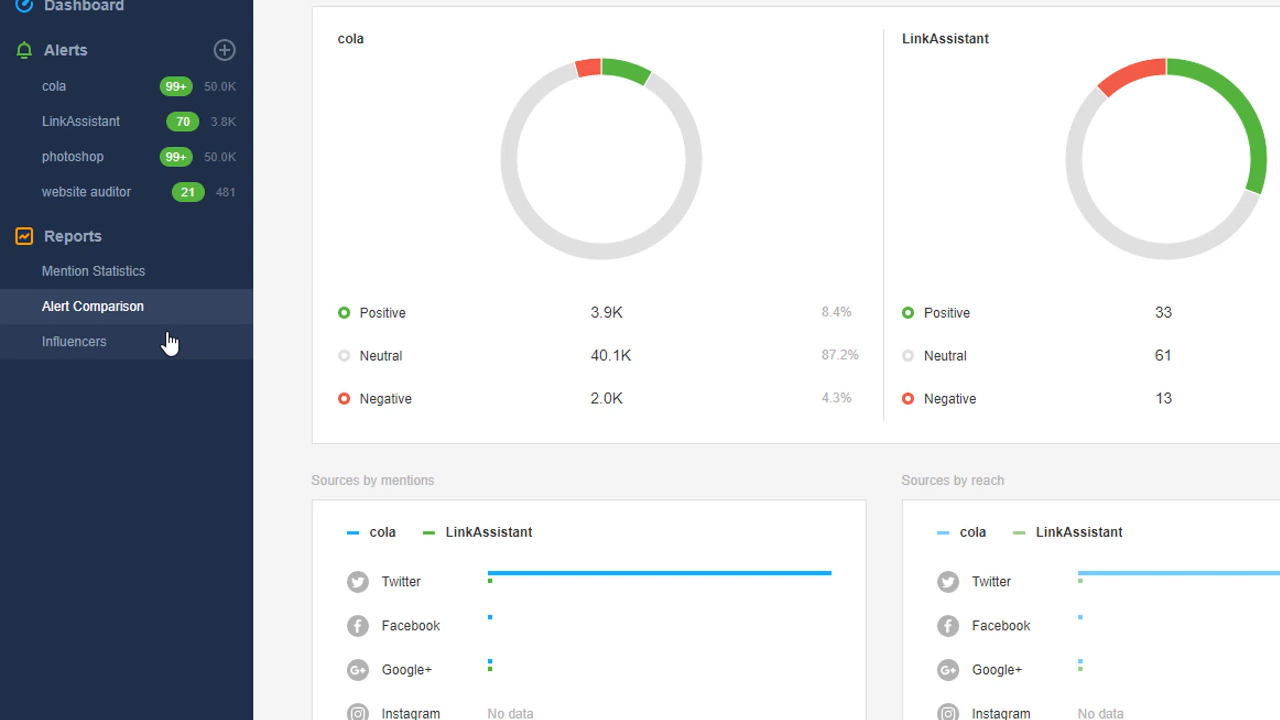 Dashboard
Alerts
cola 99+ 50.0K
LinkAssistant 70 3.8K
photoshop 99+ 50.0K
website auditor 21 481
Reports
Mention Statistics
Alert Comparison
Influencers
cola
Positive 3.9K 8.4%
Neutral 40.1K 87.2%
Negative 2.0K 4.3%
LinkAssistant
Positive 33
Neutral 61
Negative 13
Sources by mentions
cola LinkAssistant
Twitter
Facebook
Google+
Instagram No data
Sources by reach
cola LinkAssistant
Twitter
Facebook
Google+
Instagram No data